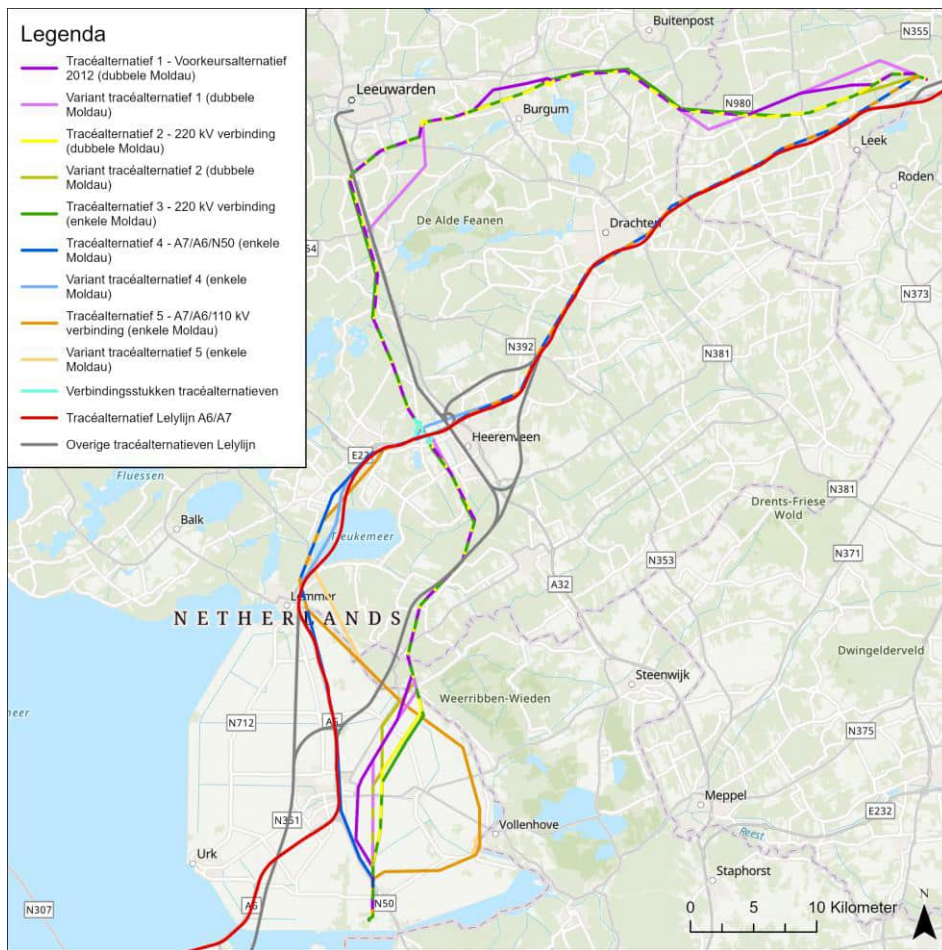 Legenda
Tracéalternatief 1 - Voorkeursalternatief
2012 (dubbele Moldau)
Variant tracéalternatief 1 (dubbele
Moldau)
Tracéalternatief 2 - 220 kV verbinding
(dubbele Moldau)
Variant tracéalternatief 2 (dubbele
Moldau)
Tracéalternatief 3 - 220 kV verbinding
(enkele Moldau)
Tracéalternatief 4 - A7/A6/N50 (enkele
Moldau)
Variant tracéalternatief 4 (enkele
Moldau)
Tracéalternatief 5 - A7/A6/110 kV
verbinding (enkele Moldau)
Variant tracéalternatief 5 (enkele
Moldau)
Verbindingsstukken tracéalternatieven
Tracéalternatief Lelylijn A6/A7
Overige tracéalternatieven Lelylijn
Buitenpost
N355
Leeuwarden
Burgum
N980
Leek
Roden
De Alde Feanen
Drachten
54
N373
N392
N381
Heerenveen
E22
Fluessen
Balk
N381
Drents-Friese
Wold
N371
N353
A32
Lemmer
NETHERLANDS
Dwingelderveld
Steenwijk
Weerribben-Wieden
meer
N712
A6
N375
Meppel
E232
N351
Vollenhove
Reest
Urk
Staphorst
N50
N307
A6
0 5 10 Kilometer
N